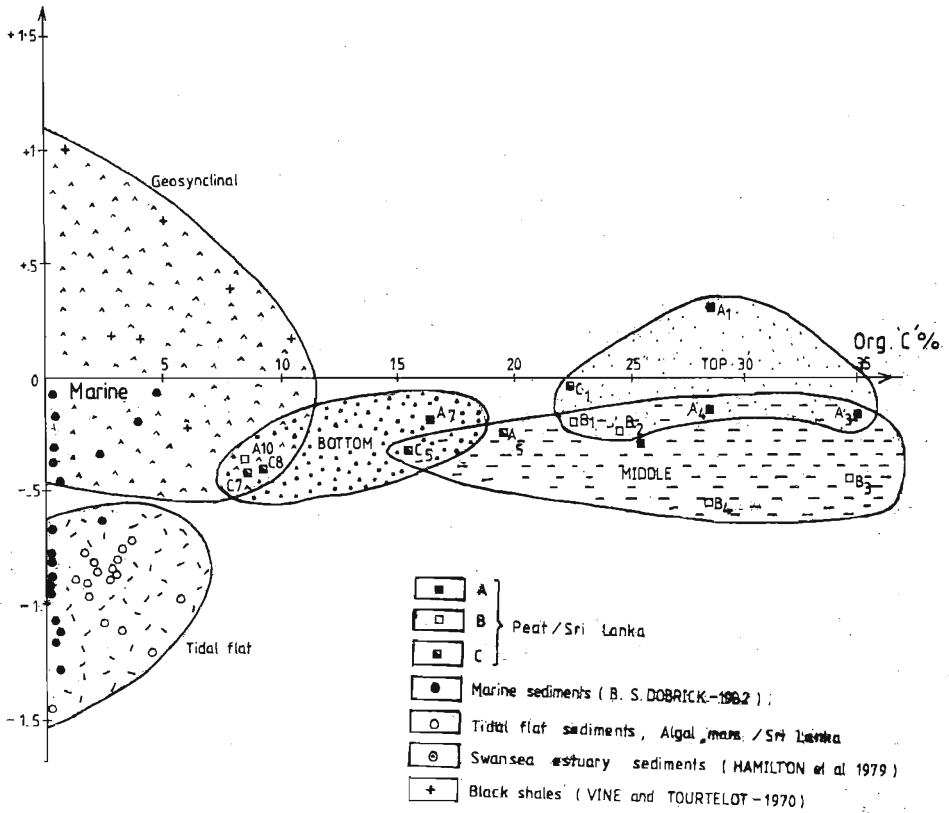 +1·5
+1
Geosynclinal
+.5
A1
Org. 'C' %
0
5
10
15
20
25
TOP 30
35
Marine
C1
A4
A3
A7
B1
B2
A10
C8
C7
BOTTOM
C5
A5
MIDDLE
B3
B4
-.5
-1.
Tidal flat
-1.5
A
B
C
Peat/Sri Lanka
Marine sediments ( B. S. DOBRICK-1982 )
Tidal flat sediments, Algal /Sri Lanka
Swansea estuary sediments ( HAMILTON et al 1979 )
Black shales ( VINE and TOURTELOT-1970 )